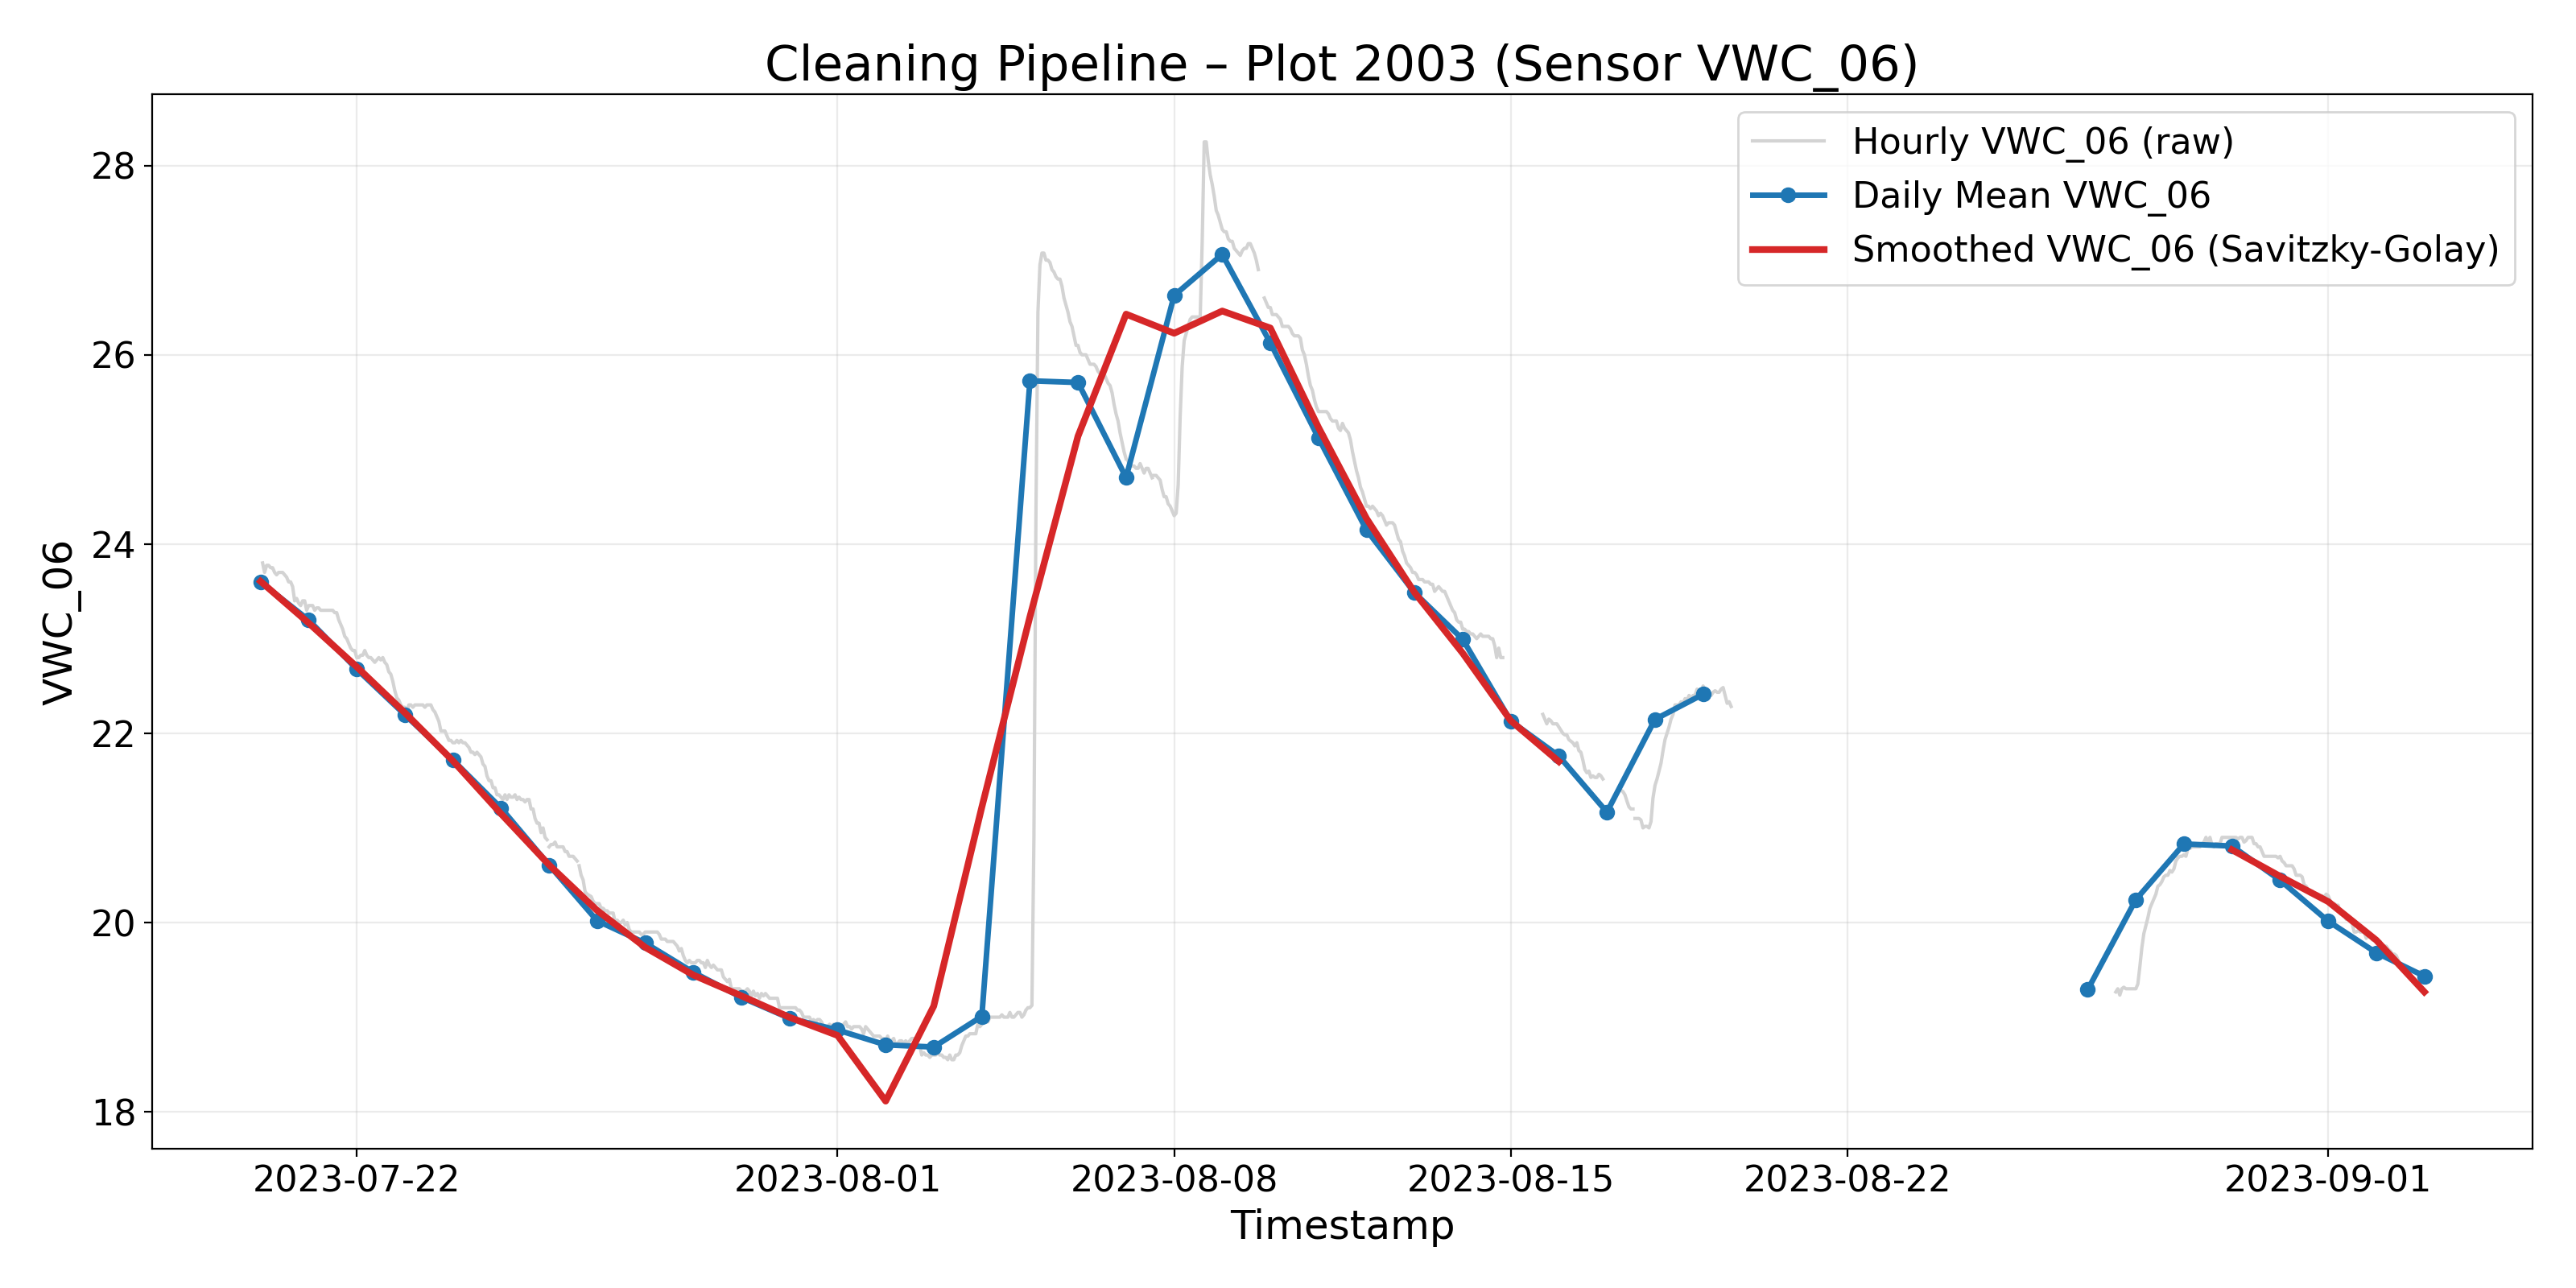 Cleaning Pipeline – Plot 2003 (Sensor VWC_06)
Hourly VWC_06 (raw)
Daily Mean VWC_06
Smoothed VWC_06 (Savitzky-Golay)
VWC_06
28
26
24
22
20
18
2023-07-22
2023-08-01
2023-08-08
2023-08-15
2023-08-22
2023-09-01
Timestamp